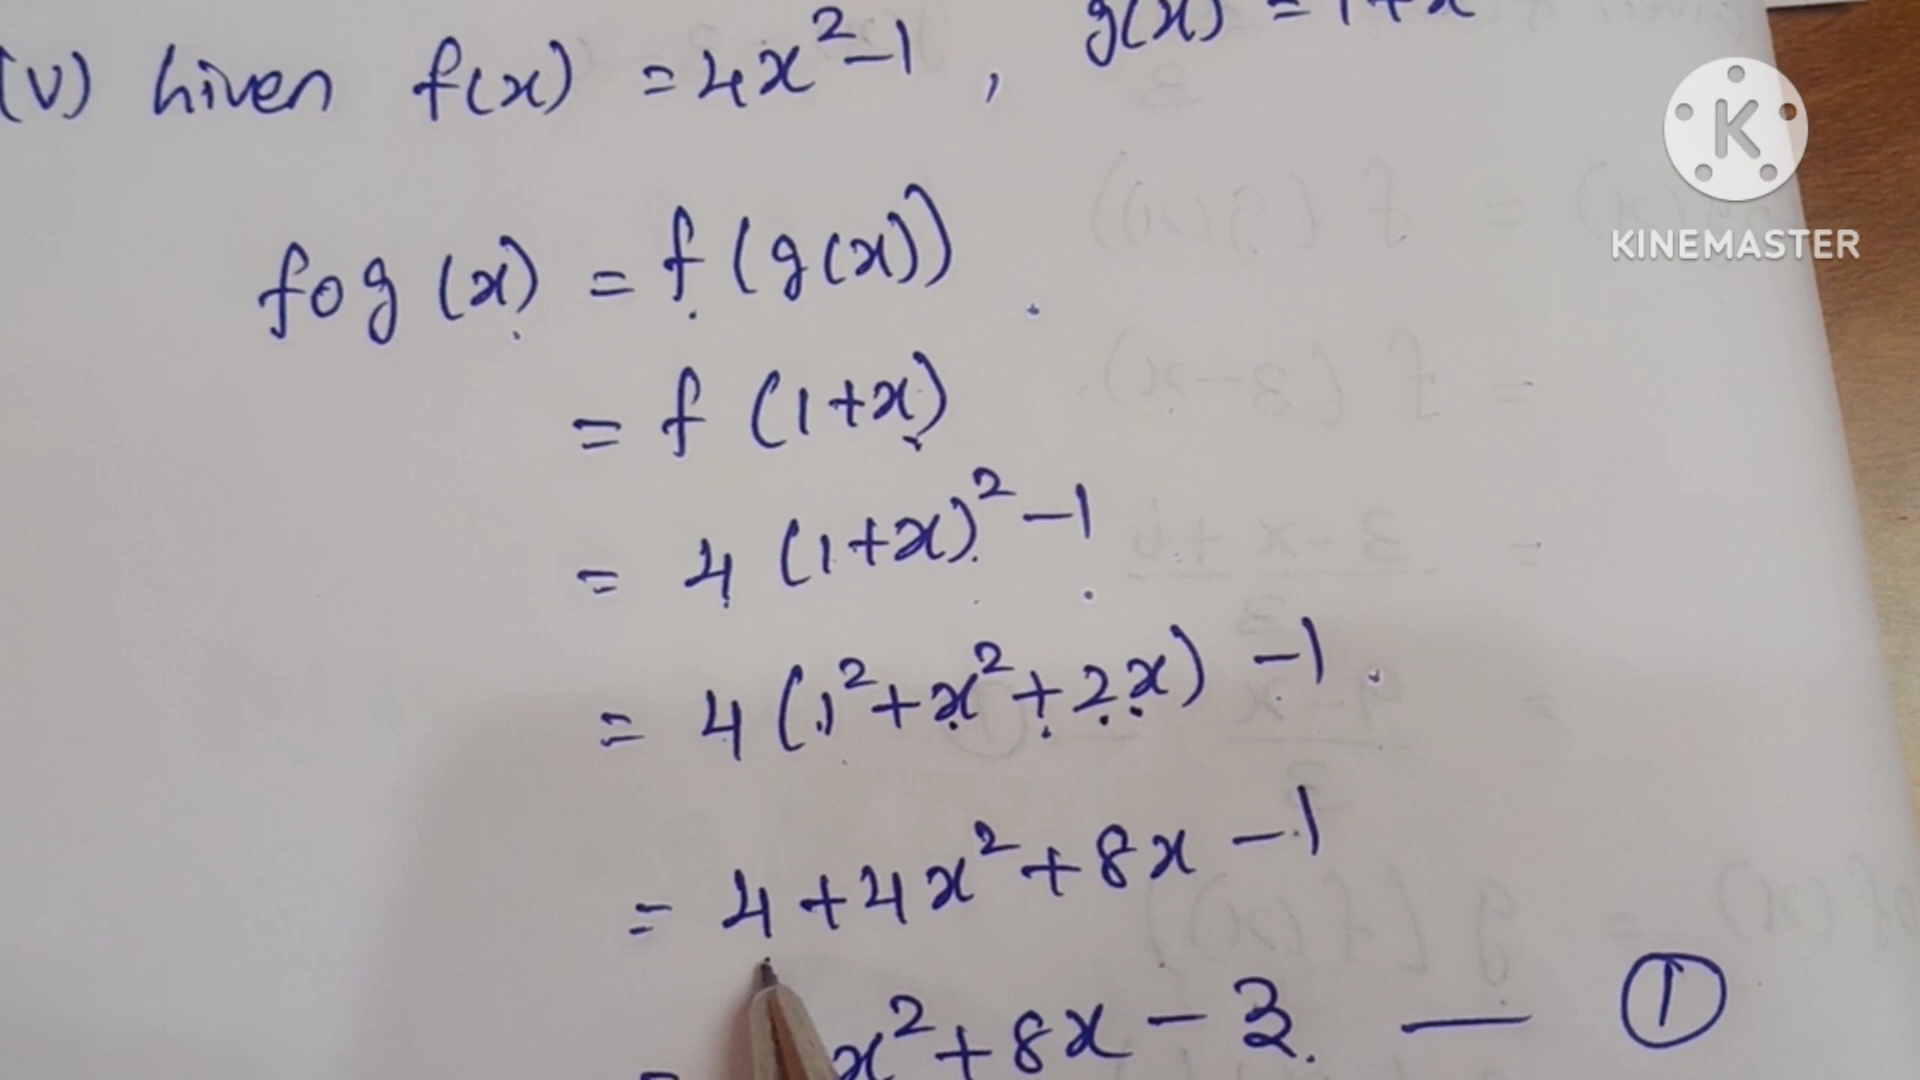 (V) Given f(x) = 4x²-1, g(x) = 1+x
fog (x) = f (g(x))
= f (1+x)
= 4 (1+x)² -1
= 4 (1²+x²+2x) -1
= 4 + 4x² + 8x -1
= x² + 8x - 3. — ①
K
KINEMASTER